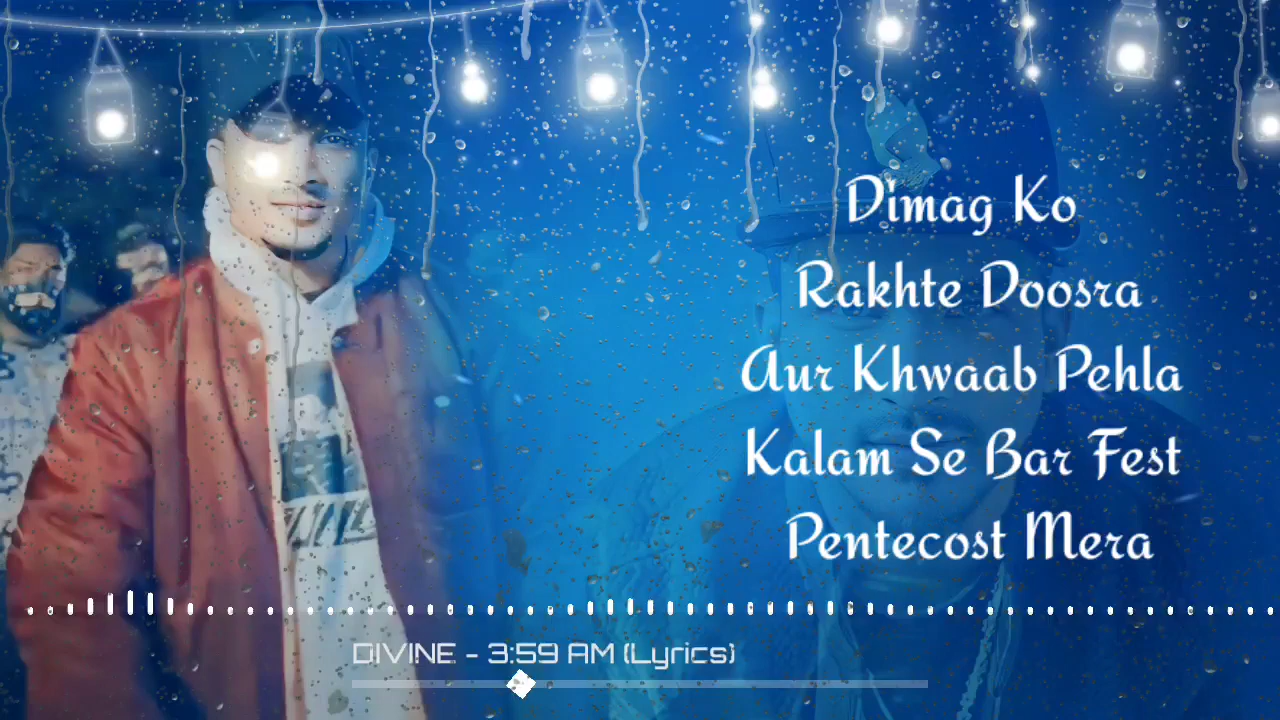 Dimag Ko
Rakhte Doosra
Aur Khwaab Pehla
Kalam Se Bar Fest
Pentecost Mera
DIVINE - 3:59 AM (Lyrics)